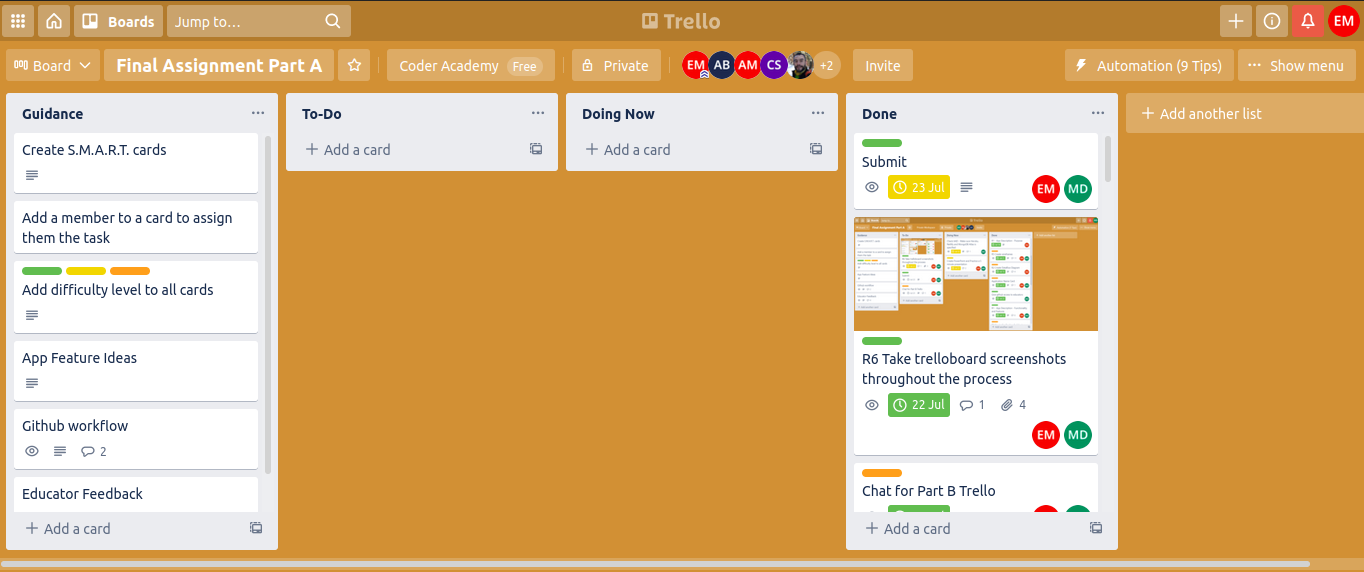 Boards
Jump to...
Trello
EM
Board
Final Assignment Part A
Coder Academy Free
Private
EM AB AM CS +2
Invite
Automation (9 Tips)
Show menu
Guidance
Create S.M.A.R.T. cards
Add a member to a card to assign
them the task
Add difficulty level to all cards
App Feature Ideas
Github workflow
2
Educator Feedback
+ Add a card
To-Do
+ Add a card
Doing Now
+ Add a card
Done
Submit
23 Jul
EM MD
R6 Take trelloboard screenshots
throughout the process
22 Jul 1 4
EM MD
Chat for Part B Trello
+ Add a card
+ Add another list